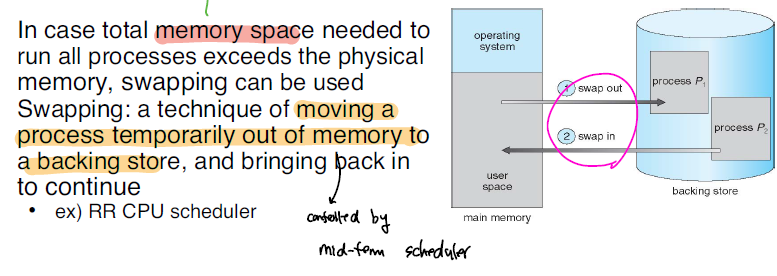 In case total memory space needed to
run all processes exceeds the physical
memory, swapping can be used
Swapping: a technique of moving a
process temporarily out of memory to
a backing store, and bringing back in
to continue
• ex) RR CPU scheduler
controlled by
mid-term scheduler
operating
system
1 swap out
2 swap in
user
space
main memory
process P1
process P2
backing store